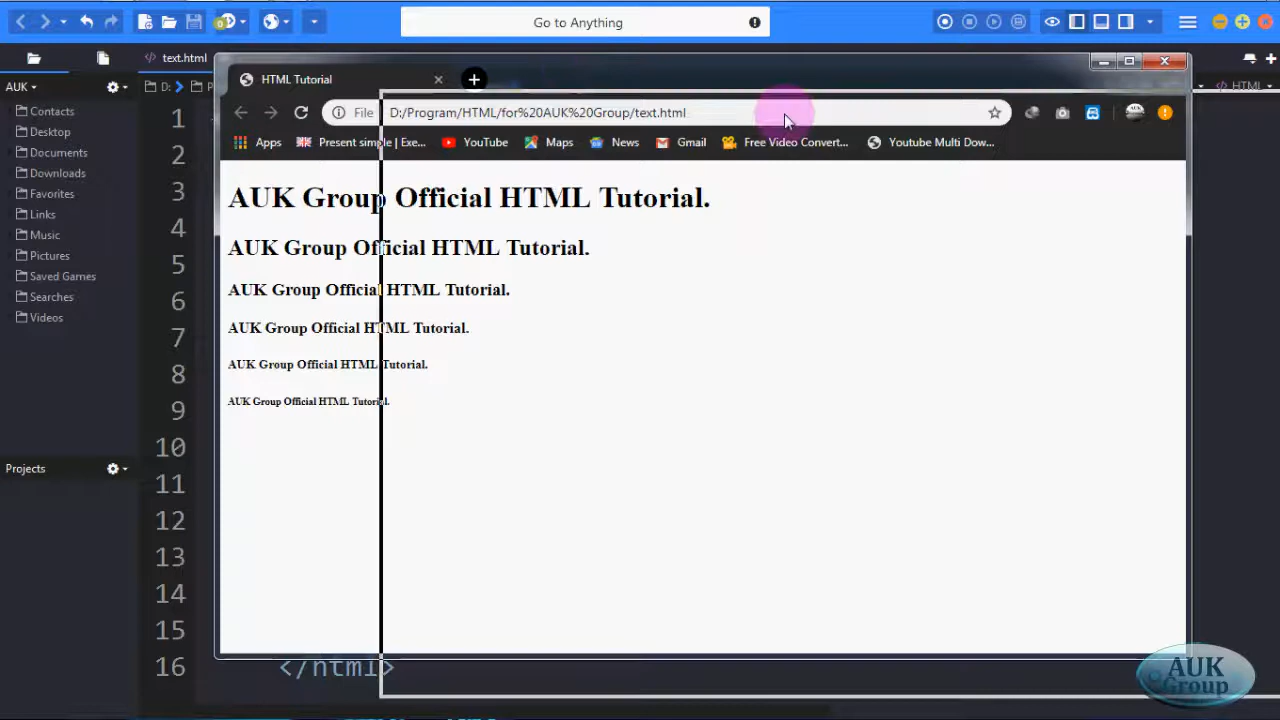 Go to Anything
text.html
HTML Tutorial
AUK
D:
P
HTML
File
D:/Program/HTML/for%20AUK%20Group/text.html
Apps
Present simple | Exe...
YouTube
Maps
News
Gmail
Free Video Convert...
Youtube Multi Dow...
Contacts
Desktop
Documents
Downloads
Favorites
Links
Music
Pictures
Saved Games
Searches
Videos
Projects
1
2
3
4
5
6
7
8
9
10
11
12
13
14
15
16
AUK Group Official HTML Tutorial.
AUK Group Official HTML Tutorial.
AUK Group Official HTML Tutorial.
AUK Group Official HTML Tutorial.
AUK Group Official HTML Tutorial.
AUK Group Official HTML Tutorial.
</html>
AUK
Group